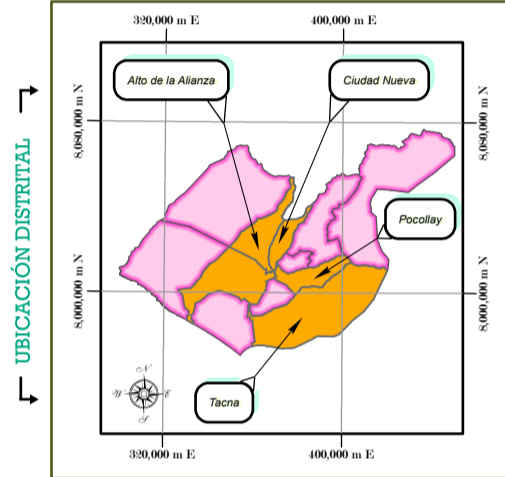 320,000 m E
400,000 m E
Alto de la Alianza
Ciudad Nueva
8,080,000 m N
8,080,000 m N
UBICACIÓN DISTRITAL
Pocollay
8,000,000 m N
8,000,000 m N
N
W
E
S
Tacna
320,000 m E
400,000 m E